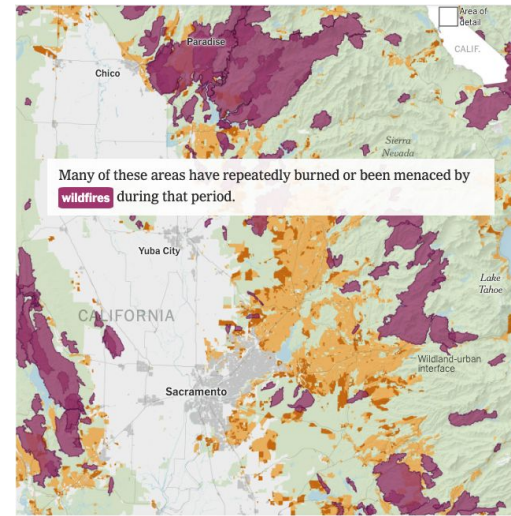 Area of
detail
CALIF.
Paradise
Chico
Sierra
Nevada
Many of these areas have repeatedly burned or been menaced by
wildfires during that period.
Yuba City
Lake
Tahoe
CALIFORNIA
Wildland-urban
interface
Sacramento